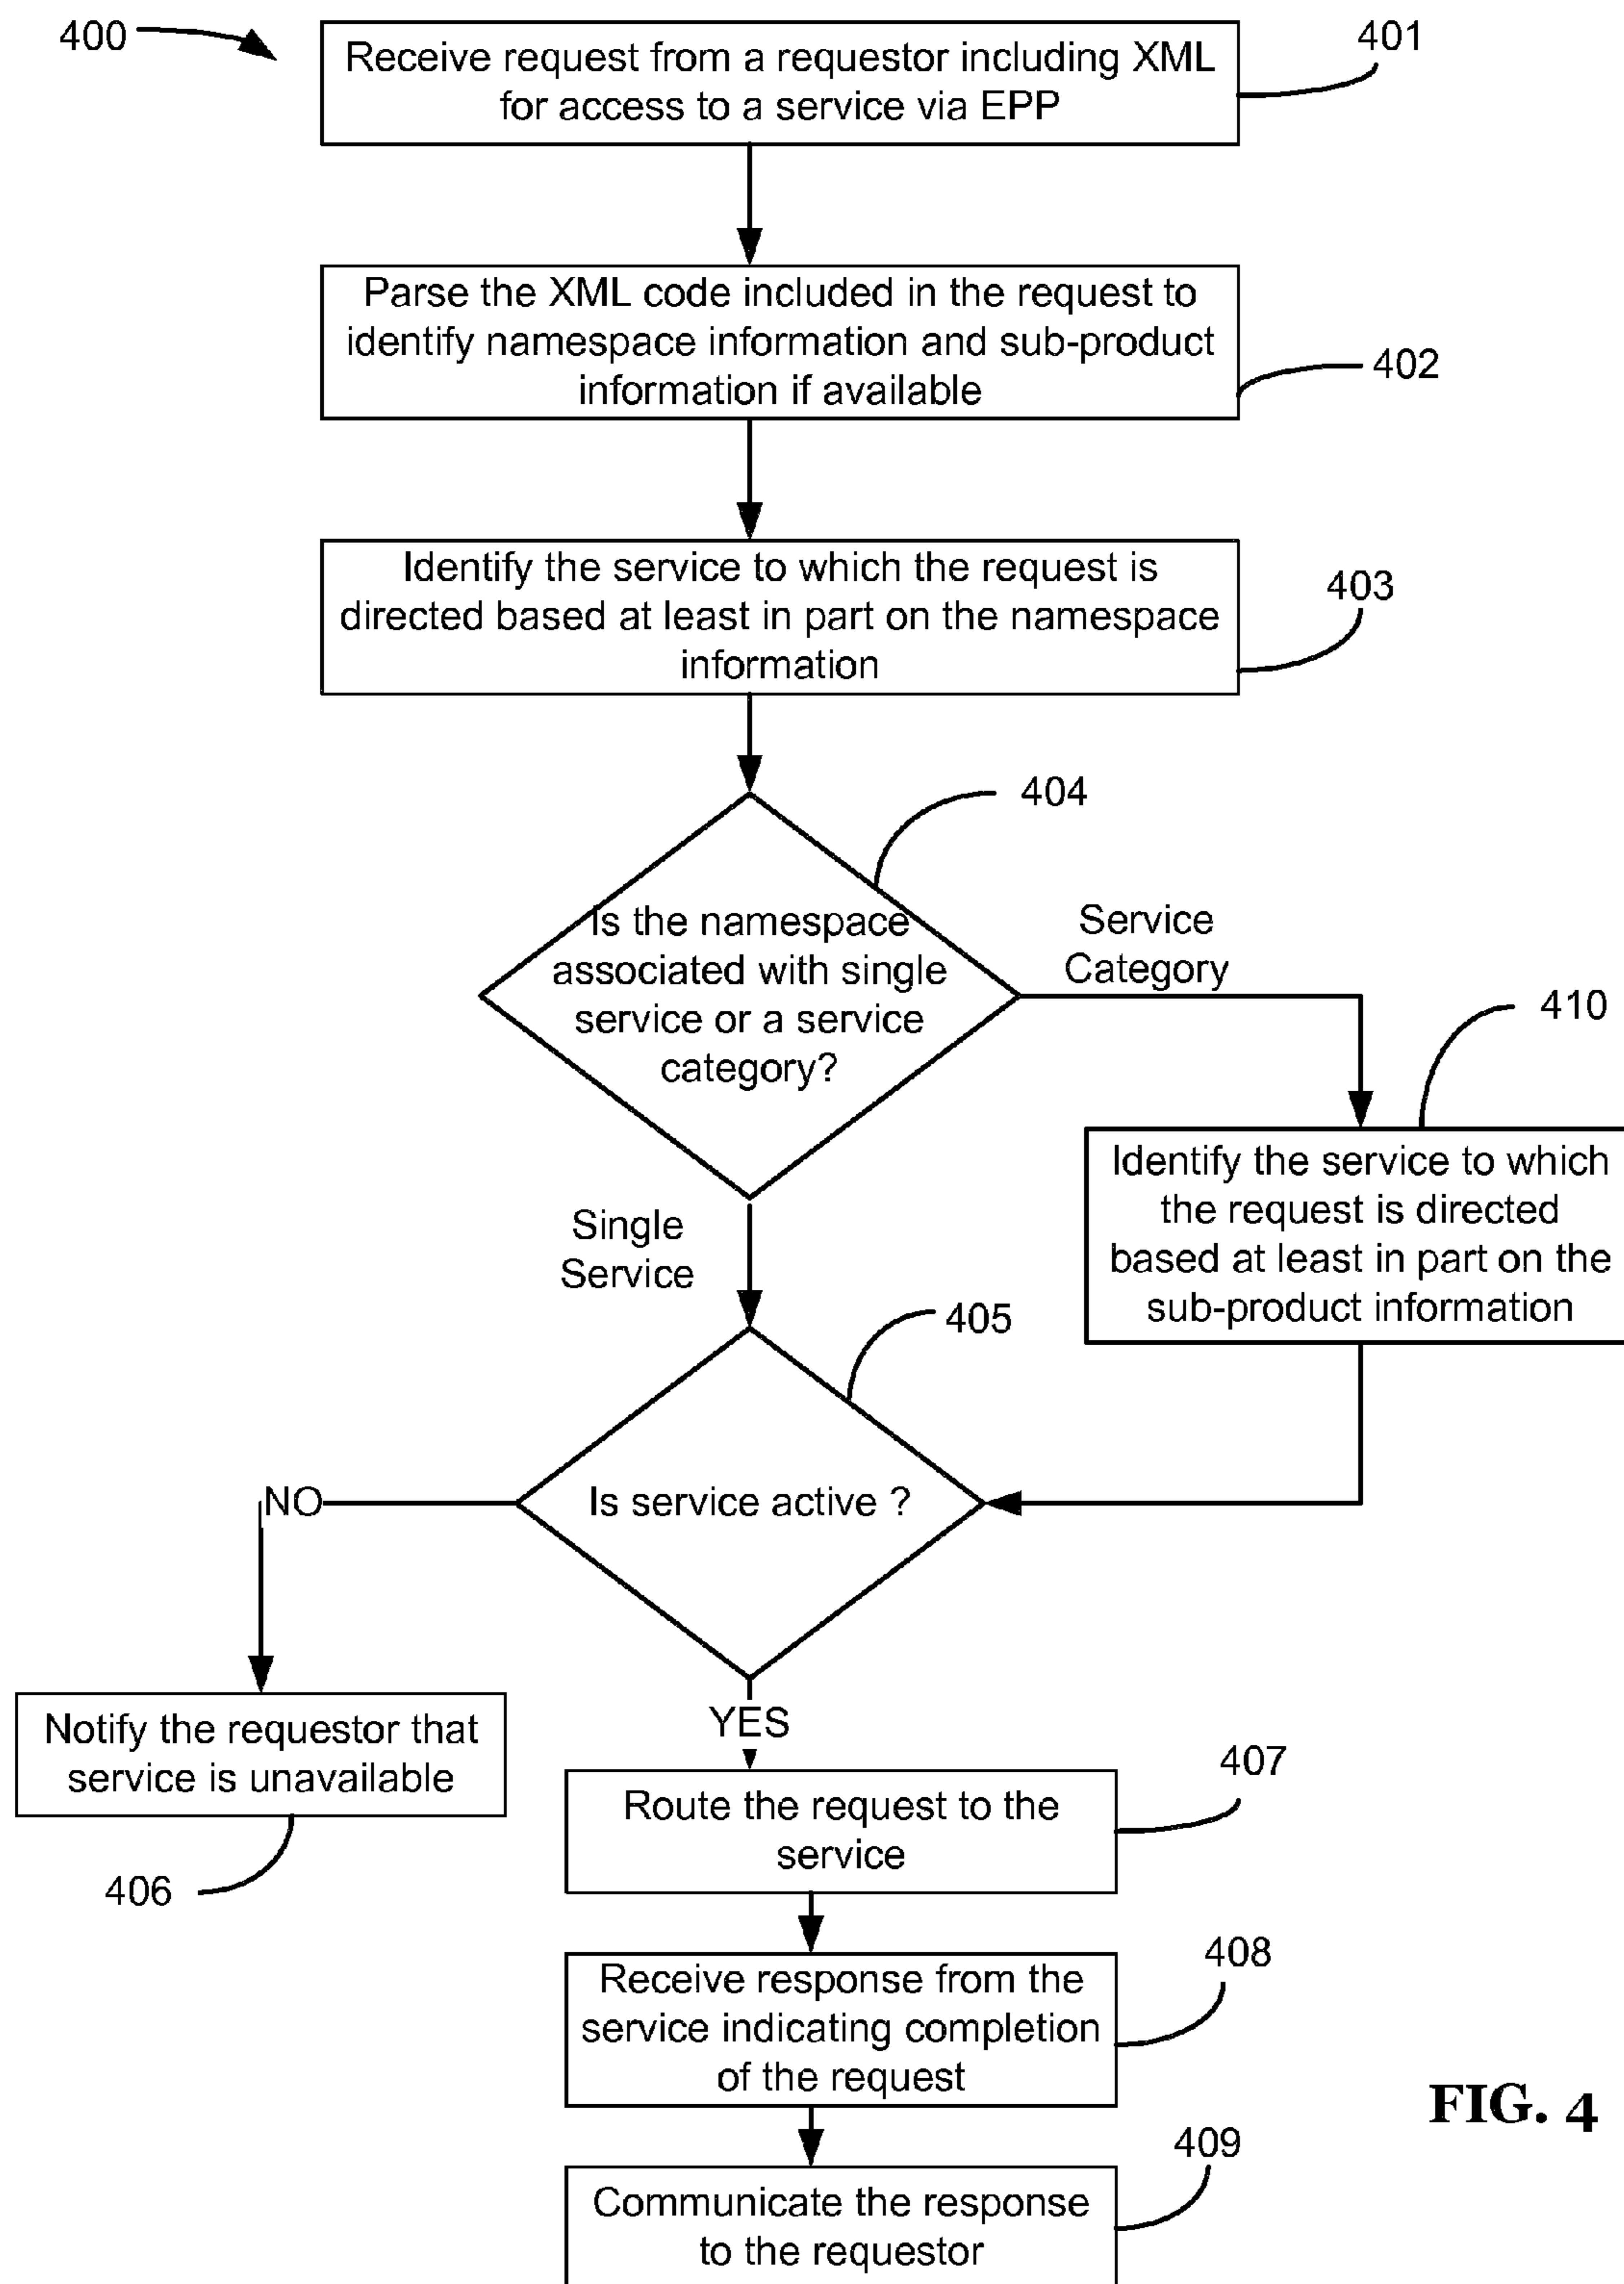 400
Receive request from a requestor including XML
for access to a service via EPP
401
Parse the XML code included in the request to
identify namespace information and sub-product
information if available
402
Identify the service to which the request is
directed based at least in part on the namespace
information
403
404
Is the namespace
associated with single
service or a service
category?
Service
Category
410
Identify the service to which
the request is directed
based at least in part on the
sub-product information
Single
Service
405
Is service active ?
NO
Notify the requestor that
service is unavailable
406
YES
407
Route the request to the
service
408
Receive response from the
service indicating completion
of the request
409
Communicate the response
to the requestor
FIG. 4